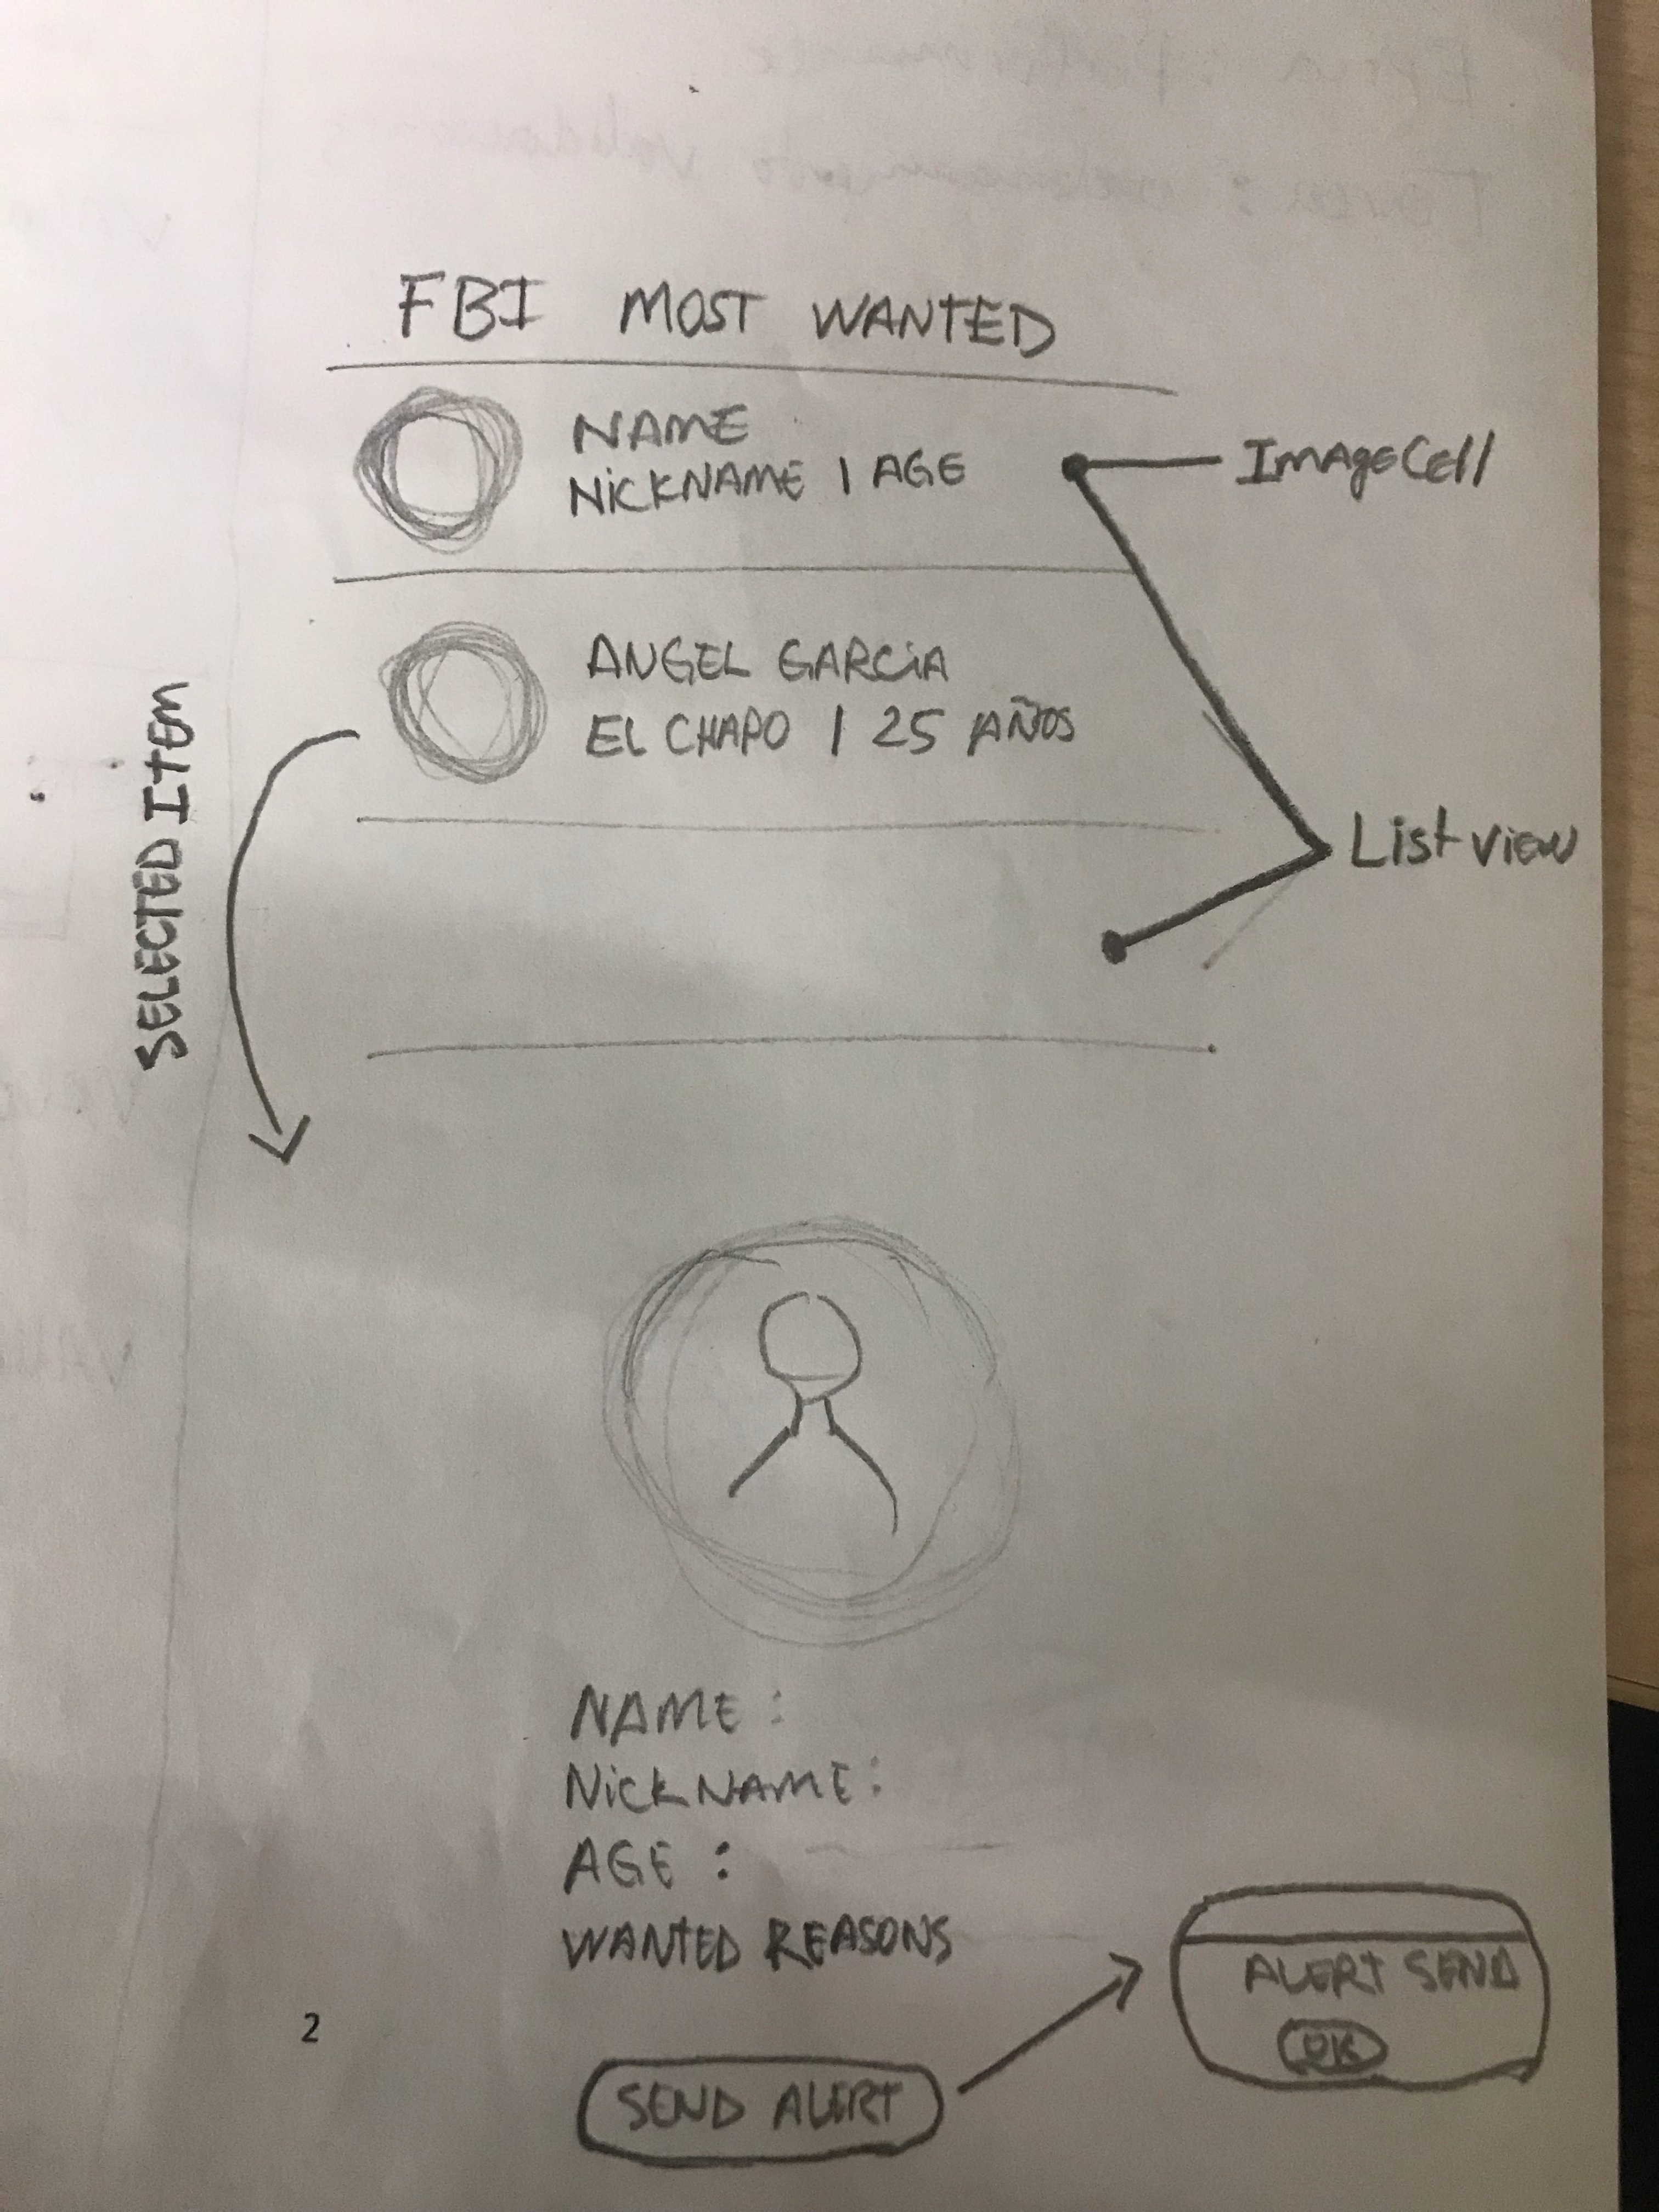 FBI MOST WANTED
NAME
NICKNAME | AGE
ImageCell
ANGEL GARCIA
EL CHAPO | 25 AÑOS
SELECTED ITEM
List view
NAME :
NICKNAME :
AGE :
WANTED REASONS
ALERT SEND
OK
2
SEND ALERT